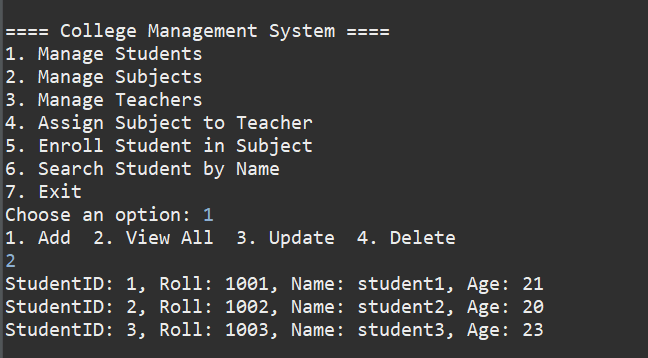 ==== College Management System ====
1. Manage Students
2. Manage Subjects
3. Manage Teachers
4. Assign Subject to Teacher
5. Enroll Student in Subject
6. Search Student by Name
7. Exit
Choose an option: 1
1. Add  2. View All  3. Update  4. Delete
2
StudentID: 1, Roll: 1001, Name: student1, Age: 21
StudentID: 2, Roll: 1002, Name: student2, Age: 20
StudentID: 3, Roll: 1003, Name: student3, Age: 23